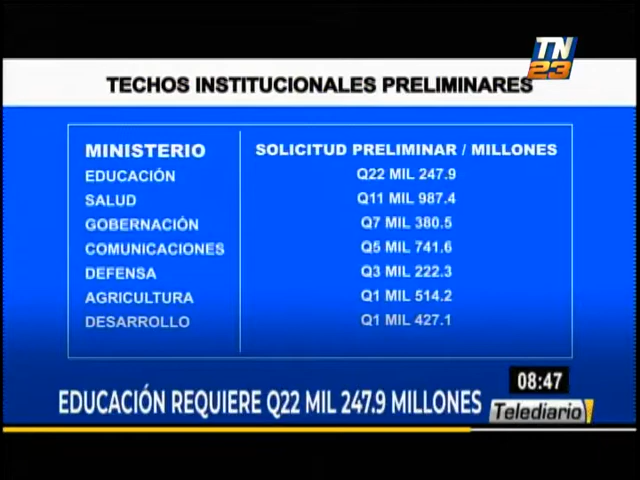 TN
23
TECHOS INSTITUCIONALES PRELIMINARES
MINISTERIO SOLICITUD PRELIMINAR / MILLONES
EDUCACIÓN Q22 MIL 247.9
SALUD Q11 MIL 987.4
GOBERNACIÓN Q7 MIL 380.5
COMUNICACIONES Q5 MIL 741.6
DEFENSA Q3 MIL 222.3
AGRICULTURA Q1 MIL 514.2
DESARROLLO Q1 MIL 427.1
08:47
EDUCACIÓN REQUIERE Q22 MIL 247.9 MILLONES
Telediario